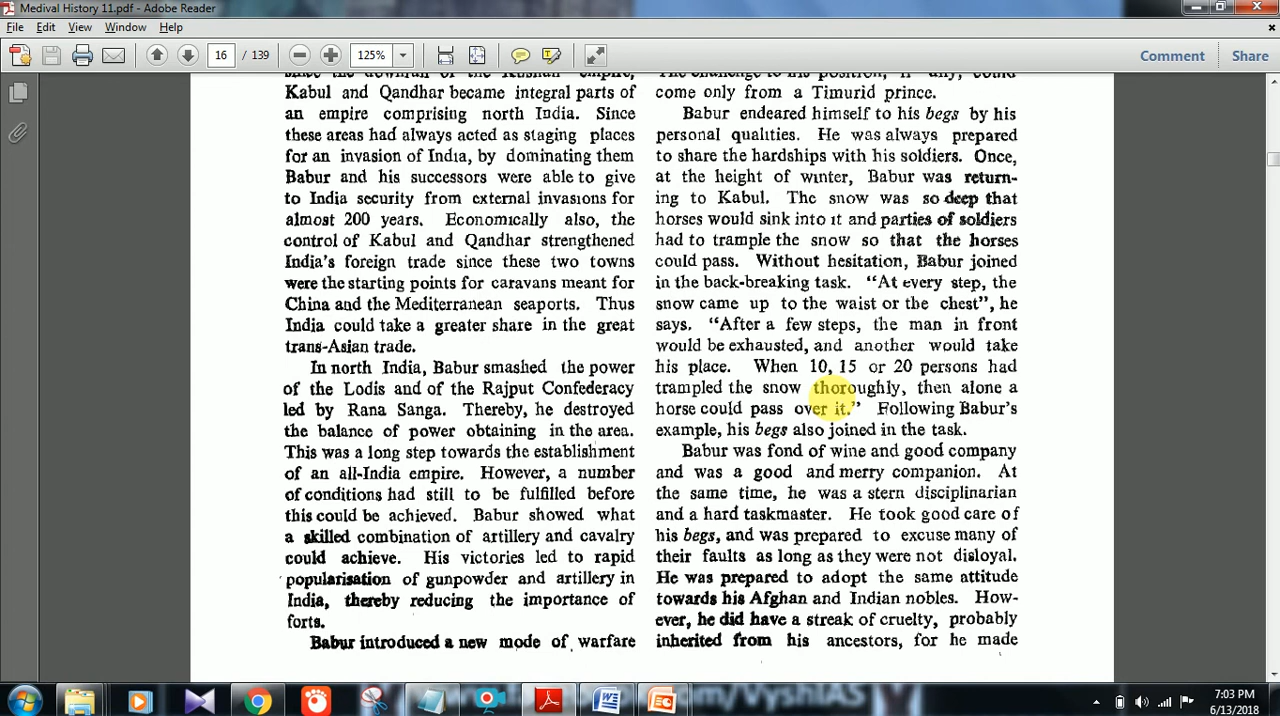 Medival History 11.pdf - Adobe Reader
File Edit View Window Help
16 / 139
125%
Comment
Share
since the downfall of the Kushan empire,
Kabul and Qandhar became integral parts of
an empire comprising north India. Since
these areas had always acted as staging places
for an invasion of India, by dominating them
Babur and his successors were able to give
to India security from external invasions for
almost 200 years. Economically also, the
control of Kabul and Qandhar strengthened
India's foreign trade since these two towns
were the starting points for caravans meant for
China and the Mediterranean seaports. Thus
India could take a greater share in the great
trans-Asian trade.
In north India, Babur smashed the power
of the Lodis and of the Rajput Confederacy
led by Rana Sanga. Thereby, he destroyed
the balance of power obtaining in the area.
This was a long step towards the establishment
of an all-India empire. However, a number
of conditions had still to be fulfilled before
this could be achieved. Babur showed what
a skilled combination of artillery and cavalry
could achieve. His victories led to rapid
popularisation of gunpowder and artillery in
India, thereby reducing the importance of
forts.
Babur introduced a new mode of warfare
The challenge to his position, if any, could
come only from a Timurid prince.
Babur endeared himself to his begs by his
personal qualities. He was always prepared
to share the hardships with his soldiers. Once,
at the height of winter, Babur was return-
ing to Kabul. The snow was so deep that
horses would sink into it and parties of soldiers
had to trample the snow so that the horses
could pass. Without hesitation, Babur joined
in the back-breaking task. "At every step, the
snow came up to the waist or the chest", he
says. "After a few steps, the man in front
would be exhausted, and another would take
his place. When 10, 15 or 20 persons had
trampled the snow thoroughly, then alone a
horse could pass over it." Following Babur's
example, his begs also joined in the task.
Babur was fond of wine and good company
and was a good and merry companion. At
the same time, he was a stern disciplinarian
and a hard taskmaster. He took good care of
his begs, and was prepared to excuse many of
their faults as long as they were not disloyal.
He was prepared to adopt the same attitude
towards his Afghan and Indian nobles. How-
ever, he did have a streak of cruelty, probably
inherited from his ancestors, for he made
7:03 PM
6/13/2018